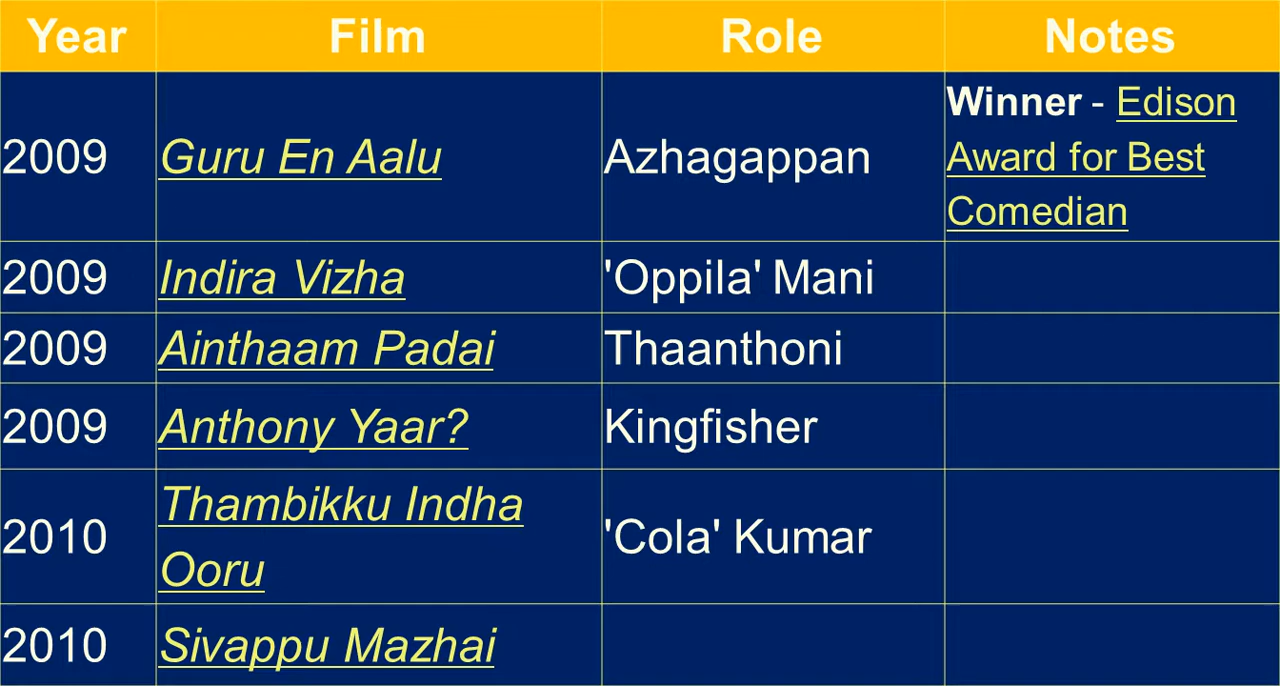 Year Film Role Notes
2009 Guru En Aalu Azhagappan Winner - Edison
Award for Best
Comedian
2009 Indira Vizha 'Oppila' Mani
2009 Ainthaam Padai Thaanthoni
2009 Anthony Yaar? Kingfisher
2010 Thambikku Indha
Ooru 'Cola' Kumar
2010 Sivappu Mazhai